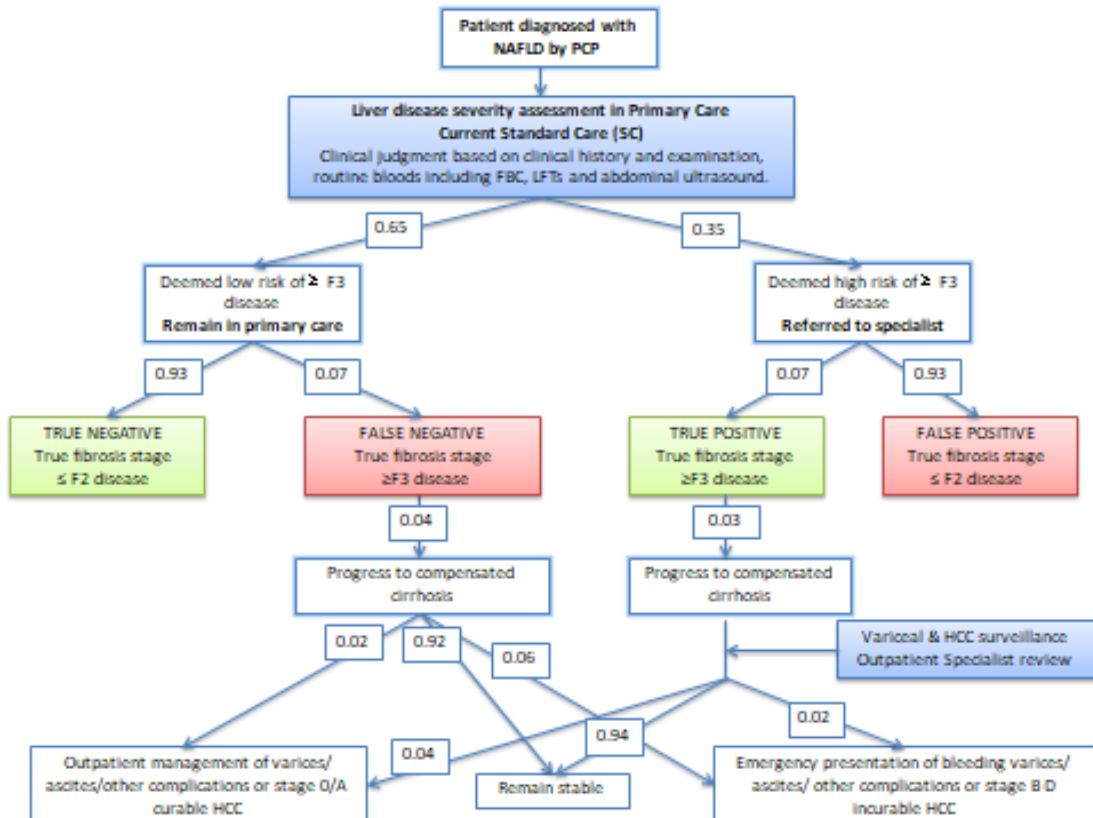 Patient diagnosed with
NAFLD by PCP
Liver disease severity assessment in Primary Care
Current Standard Care (SC)
Clinical judgment based on clinical history and examination,
routine bloods including FBC, LFTs and abdominal ultrasound.
0.65
0.35
Deemed low risk of ≥ F3
disease
Remain in primary care
Deemed high risk of ≥ F3
disease
Referred to specialist
0.93
0.07
0.07
0.93
TRUE NEGATIVE
True fibrosis stage
≤ F2 disease
FALSE NEGATIVE
True fibrosis stage
≥F3 disease
TRUE POSITIVE
True fibrosis stage
≥F3 disease
FALSE POSITIVE
True fibrosis stage
≤ F2 disease
0.04
0.03
Progress to compensated
cirrhosis
Progress to compensated
cirrhosis
Variceal & HCC surveillance
Outpatient Specialist review
0.02
0.92
0.06
0.04
0.94
0.02
Outpatient management of varices/
ascites/other complications or stage 0/A
curable HCC
Remain stable
Emergency presentation of bleeding varices/
ascites/ other complications or stage B-D
incurable HCC